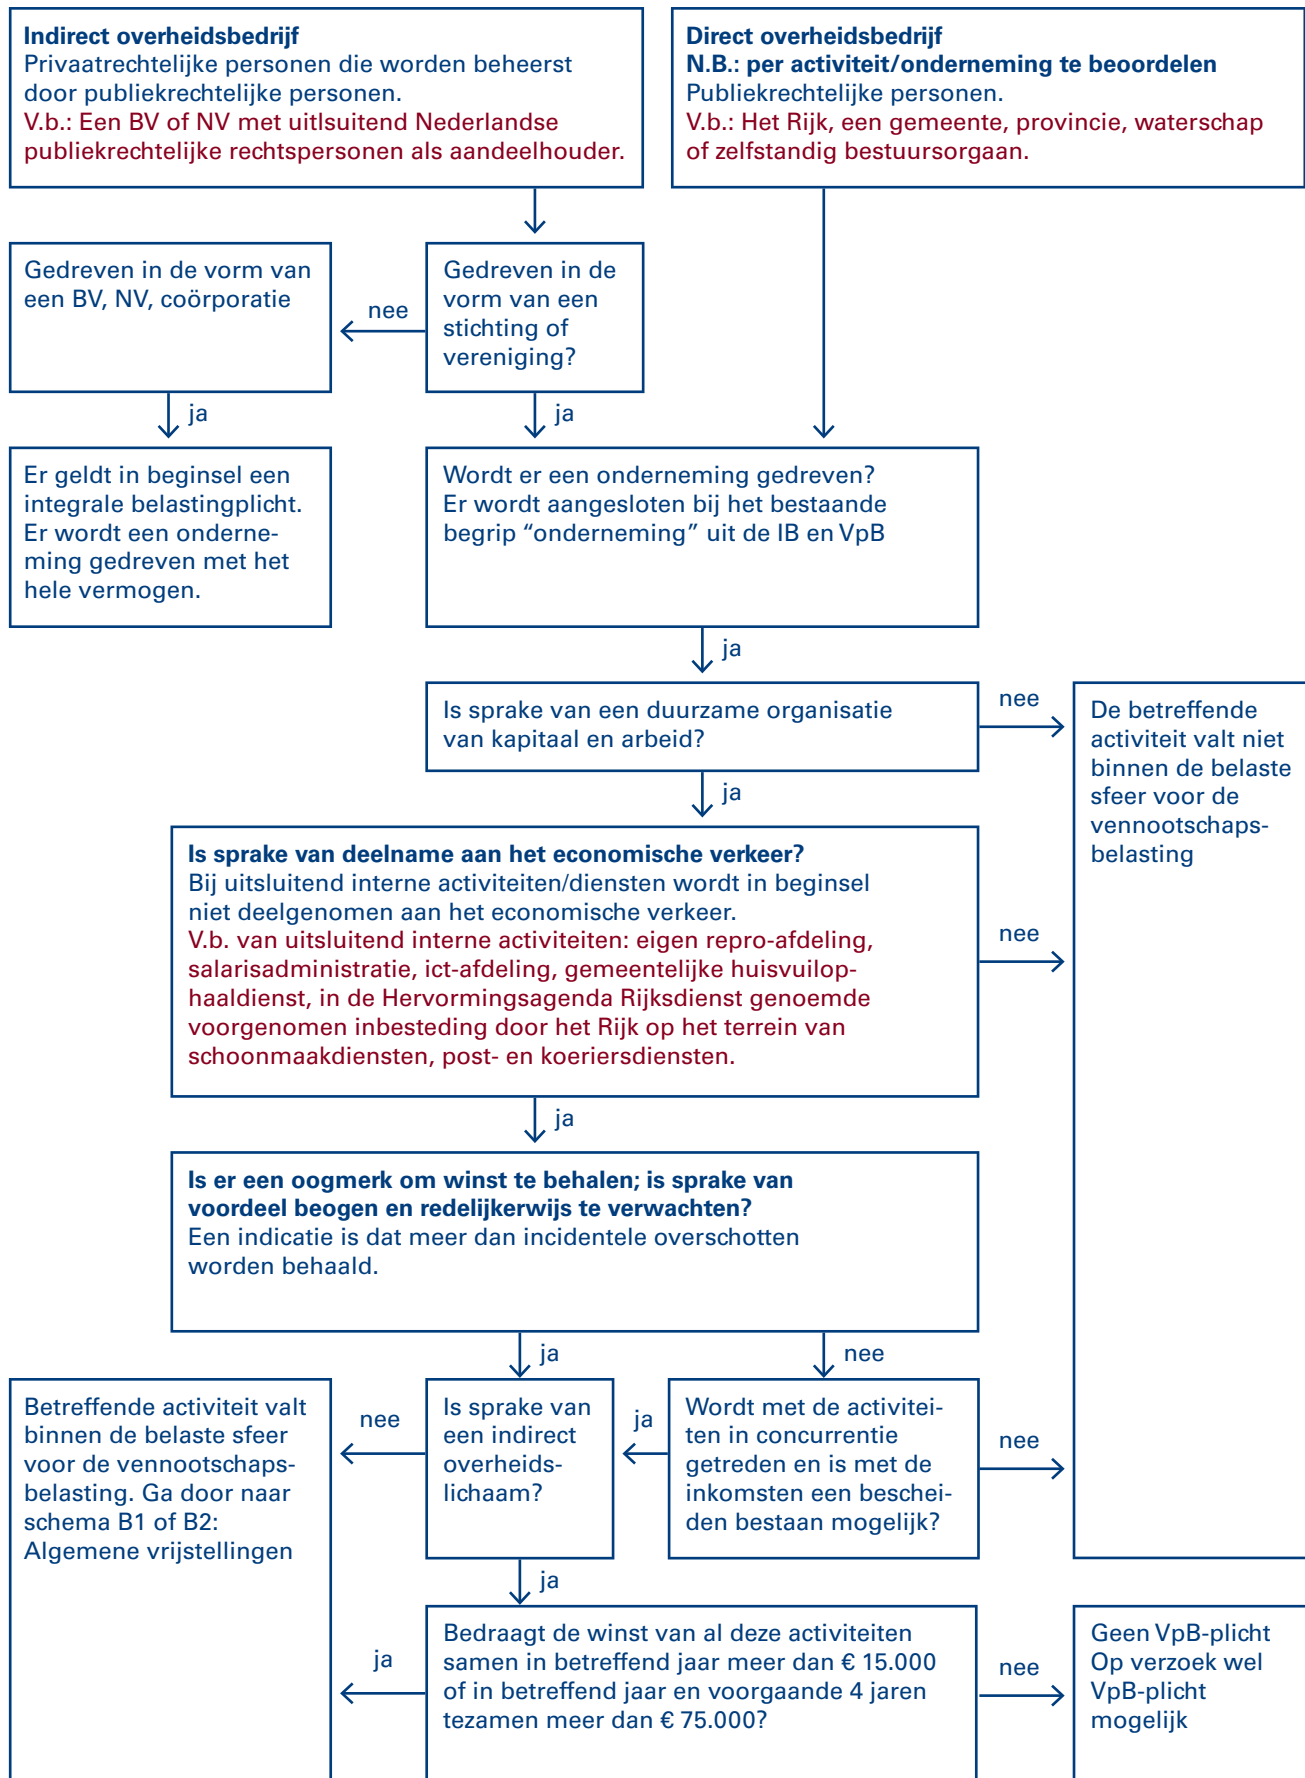 Indirect overheidsbedrijf
Privaatrechtelijke personen die worden beheerst
door publiekrechtelijke personen.
V.b.: Een BV of NV met uitlsuitend Nederlandse
publiekrechtelijke rechtspersonen als aandeelhouder.
Direct overheidsbedrijf
N.B.: per activiteit/onderneming te beoordelen
Publiekrechtelijke personen.
V.b.: Het Rijk, een gemeente, provincie, waterschap
of zelfstandig bestuursorgaan.
Gedreven in de vorm van
een BV, NV, coörporatie
nee
Gedreven in de
vorm van een
stichting of
vereniging?
ja
ja
Er geldt in beginsel een
integrale belastingplicht.
Er wordt een onderne-
ming gedreven met het
hele vermogen.
Wordt er een onderneming gedreven?
Er wordt aangesloten bij het bestaande
begrip “onderneming” uit de IB en VpB
ja
Is sprake van een duurzame organisatie
van kapitaal en arbeid?
nee
De betreffende
activiteit valt niet
binnen de belaste
sfeer voor de
vennootschaps-
belasting
ja
Is sprake van deelname aan het economische verkeer?
Bij uitsluitend interne activiteiten/diensten wordt in beginsel
niet deelgenomen aan het economische verkeer.
V.b. van uitsluitend interne activiteiten: eigen repro-afdeling,
salarisadministratie, ict-afdeling, gemeentelijke huisvuilop-
haaldienst, in de Hervormingsagenda Rijksdienst genoemde
voorgenomen inbesteding door het Rijk op het terrein van
schoonmaakdiensten, post- en koeriersdiensten.
nee
ja
Is er een oogmerk om winst te behalen; is sprake van
voordeel beogen en redelijkerwijs te verwachten?
Een indicatie is dat meer dan incidentele overschotten
worden behaald.
ja
nee
Betreffende activiteit valt
binnen de belaste sfeer
voor de vennootschaps-
belasting. Ga door naar
schema B1 of B2:
Algemene vrijstellingen
nee
Is sprake van
een indirect
overheids-
lichaam?
ja
Wordt met de activitei-
ten in concurrentie
getreden en is met de
inkomsten een beschei-
den bestaan mogelijk?
nee
ja
ja
Bedraagt de winst van al deze activiteiten
samen in betreffend jaar meer dan € 15.000
of in betreffend jaar en voorgaande 4 jaren
tezamen meer dan € 75.000?
nee
Geen VpB-plicht
Op verzoek wel
VpB-plicht
mogelijk